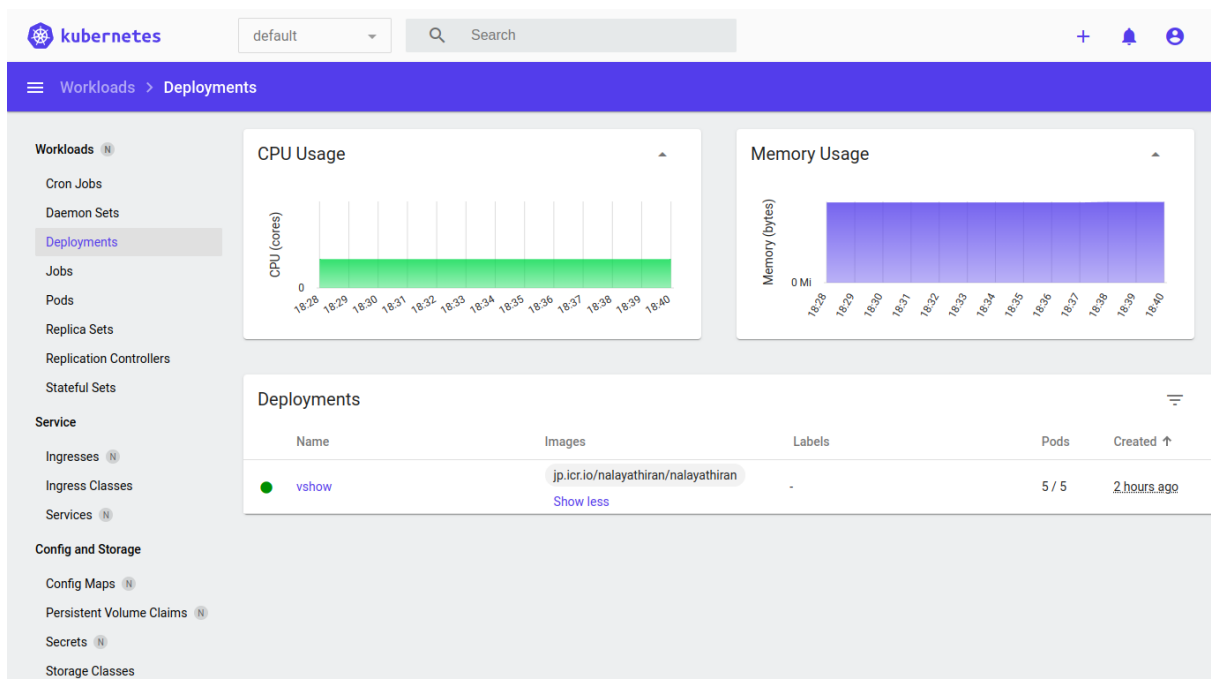 kubernetes
default
Search
Workloads > Deployments
Workloads N
Cron Jobs
Daemon Sets
Deployments
Jobs
Pods
Replica Sets
Replication Controllers
Stateful Sets
Service
Ingresses N
Ingress Classes
Services N
Config and Storage
Config Maps N
Persistent Volume Claims N
Secrets N
Storage Classes
CPU Usage
CPU (cores)
0
18:28 18:29 18:30 18:31 18:32 18:33 18:34 18:35 18:36 18:37 18:38 18:39 18:40
Memory Usage
Memory (bytes)
0 Mi
18:28 18:29 18:30 18:31 18:32 18:33 18:34 18:35 18:36 18:37 18:38 18:39 18:40
Deployments
Name Images Labels Pods Created ↑
vshow jp.icr.io/nalayathiran/nalayathiran - 5 / 5 2 hours ago
Show less